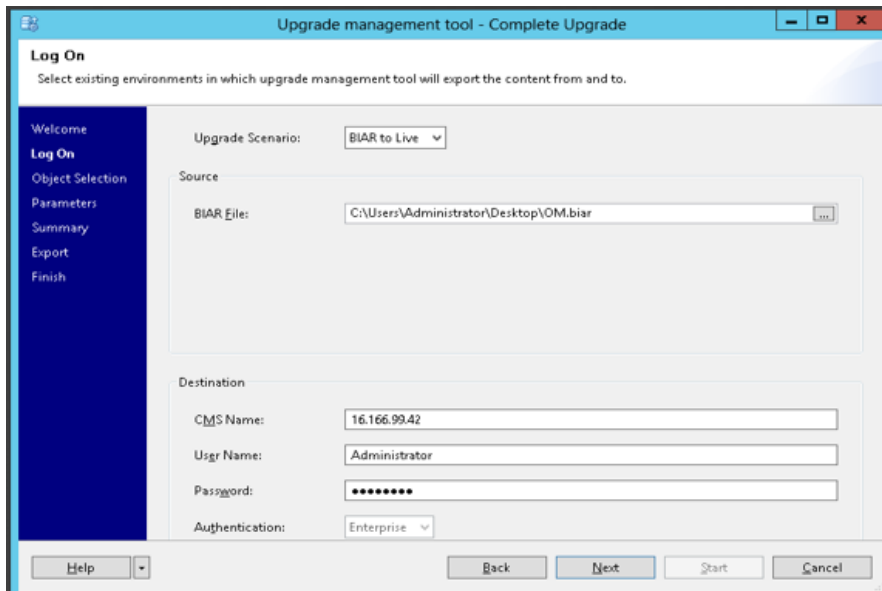 Upgrade management tool - Complete Upgrade
Log On
Select existing environments in which upgrade management tool will export the content from and to.
Welcome
Log On
Object Selection
Parameters
Summary
Export
Finish
Upgrade Scenario: BIAR to Live
Source
BIAR File: C:\Users\Administrator\Desktop\OM.biar ...
Destination
CMS Name: 16.166.99.42
User Name: Administrator
Password: ••••••••
Authentication: Enterprise
Help Back Next Start Cancel